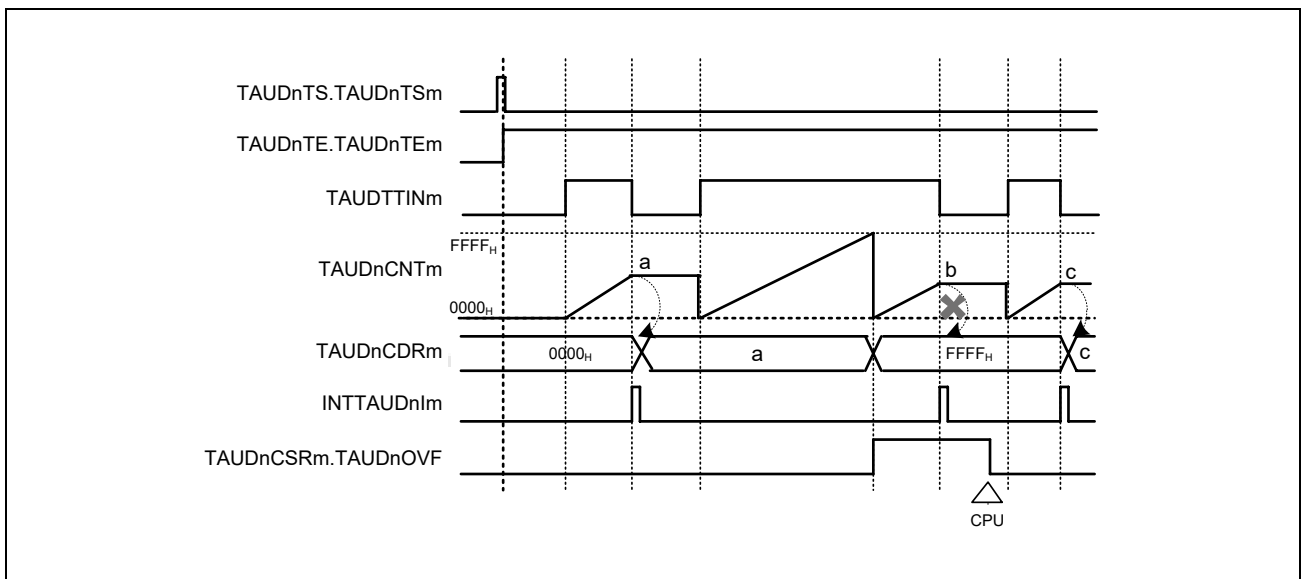 TAUDnTS.TAUDnTSm
TAUDnTE.TAUDnTEm
TAUDTTINm
FFFFH
TAUDnCNTm
a
b
c
0000H
TAUDnCDRm
0000H
a
FFFFH
c
INTTAUDnIm
TAUDnCSRm.TAUDnOVF
CPU